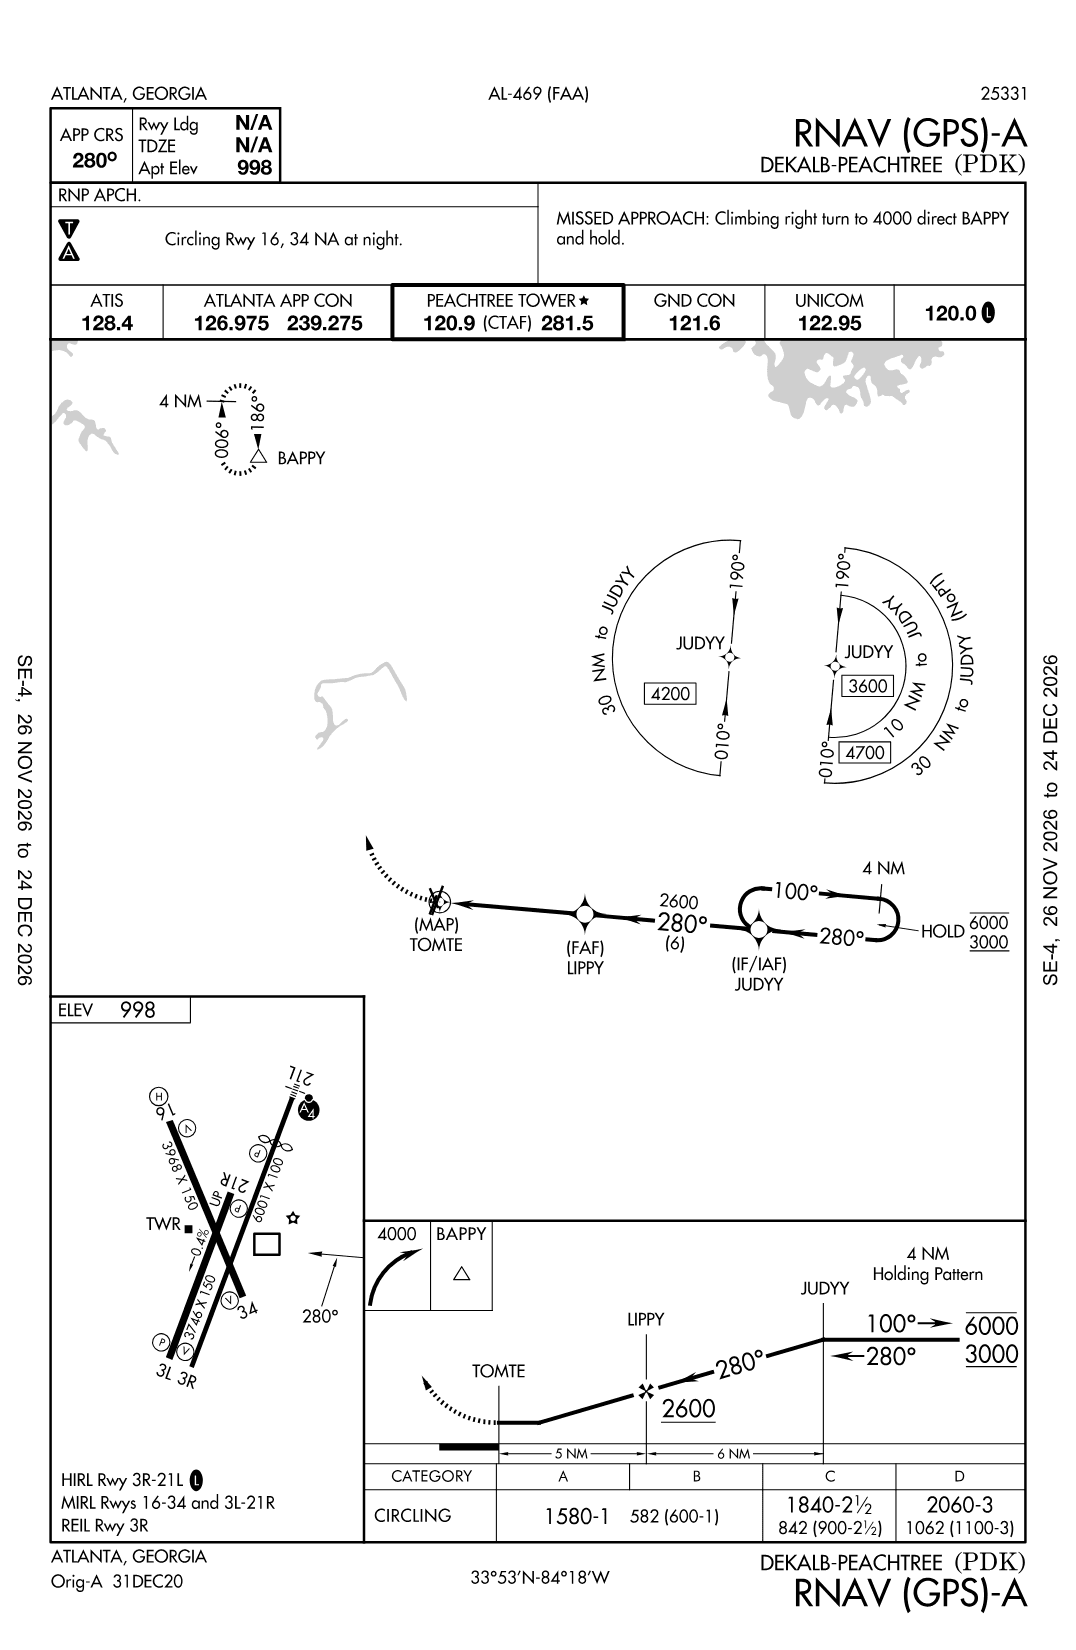 ATLANTA, GEORGIA
AL-469 (FAA)
25331
RNAV (GPS)-A
DEKALB-PEACHTREE (PDK)
APP CRS
280°
Rwy Ldg N/A
TDZE N/A
Apt Elev 998
RNP APCH.
T
A
Circling Rwy 16, 34 NA at night.
MISSED APPROACH: Climbing right turn to 4000 direct BAPPY
and hold.
ATIS
128.4
ATLANTA APP CON
126.975 239.275
PEACHTREE TOWER★
120.9 (CTAF) 281.5
GND CON
121.6
UNICOM
122.95
120.0 L
4 NM
186°
006°
BAPPY
30 NM to JUDYY
190°
JUDYY
4200
010°
190°
JUDYY
3600
10 NM to JUDYY
4700
010°
30 NM to JUDYY (NoPT)
4 NM
100°
2600
280°
(6)
280°
HOLD
6000
3000
(MAP)
TOMTE
(FAF)
LIPPY
(IF/IAF)
JUDYY
SE-4, 26 NOV 2026 to 24 DEC 2026
SE-4, 26 NOV 2026 to 24 DEC 2026
ELEV 998
21L
A4
H
16
V
3968 X 150
P
6001 X 100
21R
UP
P
TWR
0.4%
3746 X 150
V
34
280°
P
V
3L 3R
HIRL Rwy 3R-21L L
MIRL Rwys 16-34 and 3L-21R
REIL Rwy 3R
4000
BAPPY
4 NM
Holding Pattern
JUDYY
LIPPY
TOMTE
100°
6000
280°
3000
280°
2600
5 NM
6 NM
CATEGORY A B C D
CIRCLING
1580-1 582 (600-1)
1840-2½
842 (900-2½)
2060-3
1062 (1100-3)
ATLANTA, GEORGIA
Orig-A 31DEC20
33°53'N-84°18'W
DEKALB-PEACHTREE (PDK)
RNAV (GPS)-A